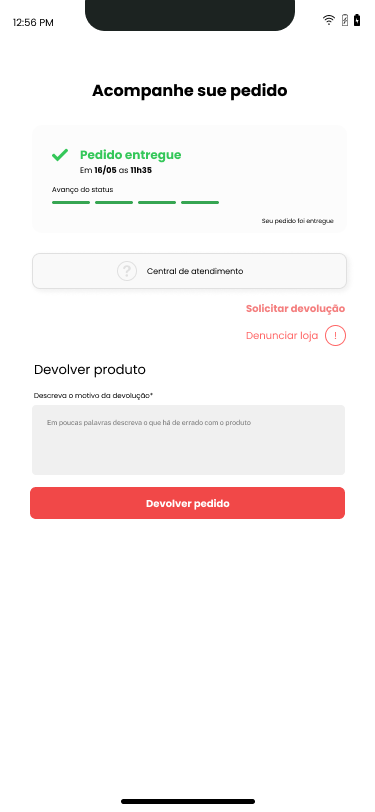 12:56 PM
Acompanhe sue pedido
Pedido entregue
Em 16/05 as 11h35
Avanço do status
Seu pedido foi entregue
? Central de atendimento
Solicitar devolução
Denunciar loja !
Devolver produto
Descreva o motivo da devolução*
Em poucas palavras descreva o que há de errado com o produto
Devolver pedido